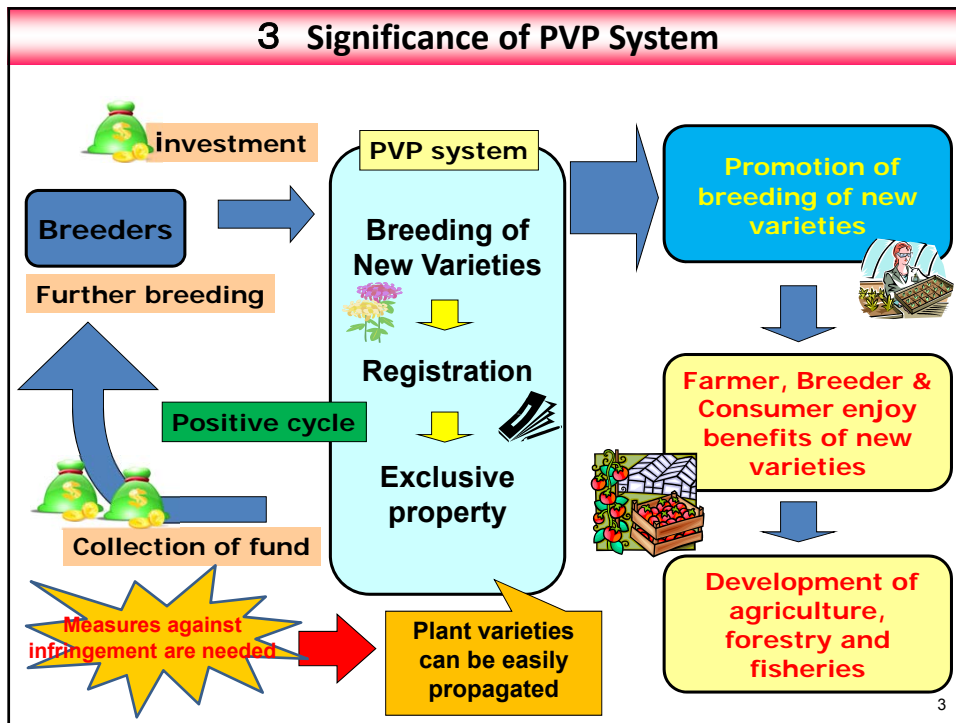 ３ Significance of PVP System
investment
Breeders
Further breeding
PVP system
Breeding of
New Varieties
Registration
Exclusive
property
Positive cycle
Collection of fund
Measures against
infringement are needed
Plant varieties
can be easily
propagated
Promotion of
breeding of new
varieties
Farmer, Breeder &
Consumer enjoy
benefits of new
varieties
Development of
agriculture,
forestry and
fisheries
3